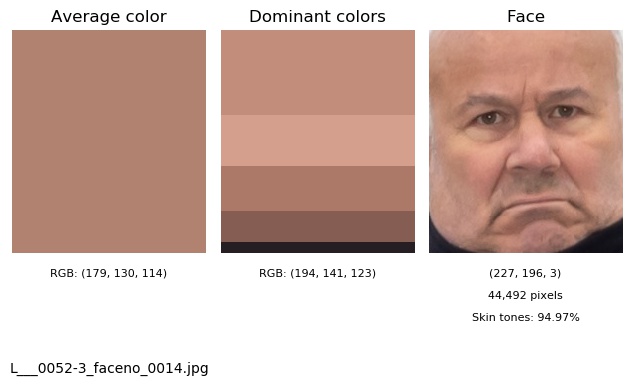 Average color
Dominant colors
Face
RGB: (179, 130, 114)
RGB: (194, 141, 123)
(227, 196, 3)
44,492 pixels
Skin tones: 94.97%
L___0052-3_faceno_0014.jpg